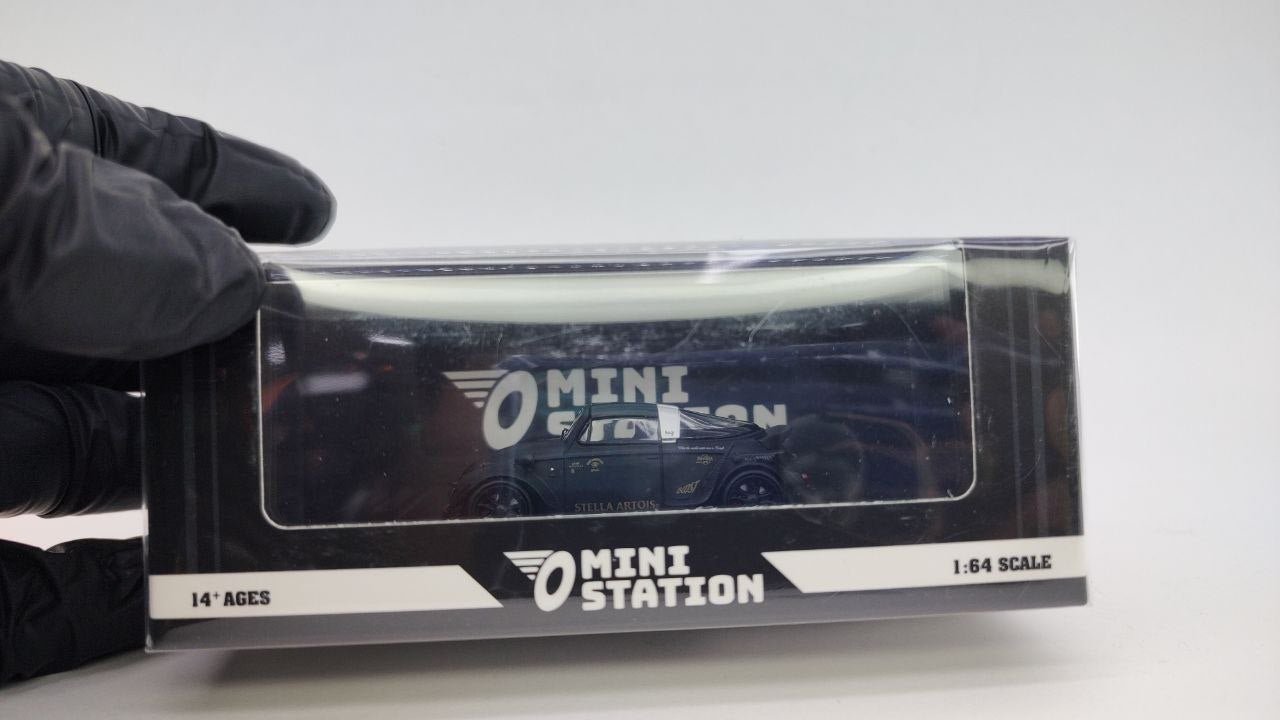 MINI
STATION
STELLA ARTOIS
MINI
STATION
14+ AGES
1:64 SCALE